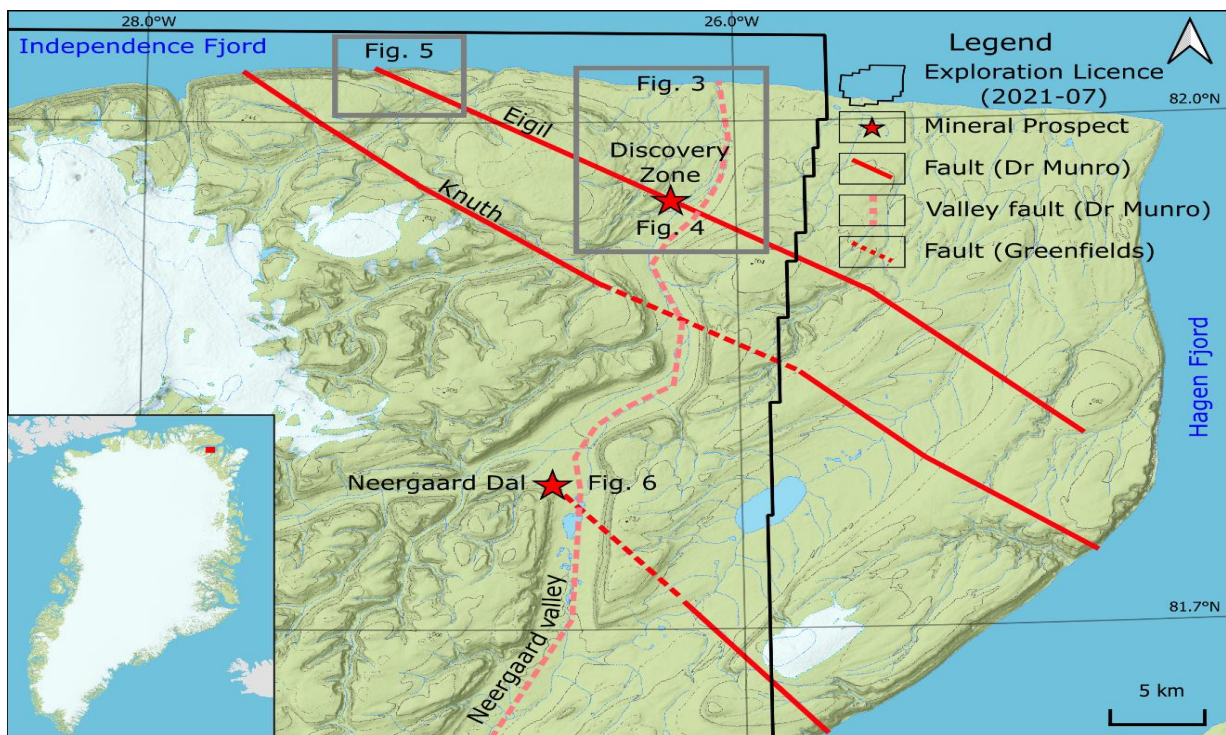 28.0°W
26.0°W
Independence Fjord
Fig. 5
Fig. 3
Legend
Exploration Licence
(2021-07)
82.0°N
Mineral Prospect
Eigil
Discovery
Zone
Fault (Dr Munro)
Knuth
Fig. 4
Valley fault (Dr Munro)
Fault (Greenfields)
Hagen Fjord
Neergaard Dal
Fig. 6
81.7°N
Neergaard valley
5 km